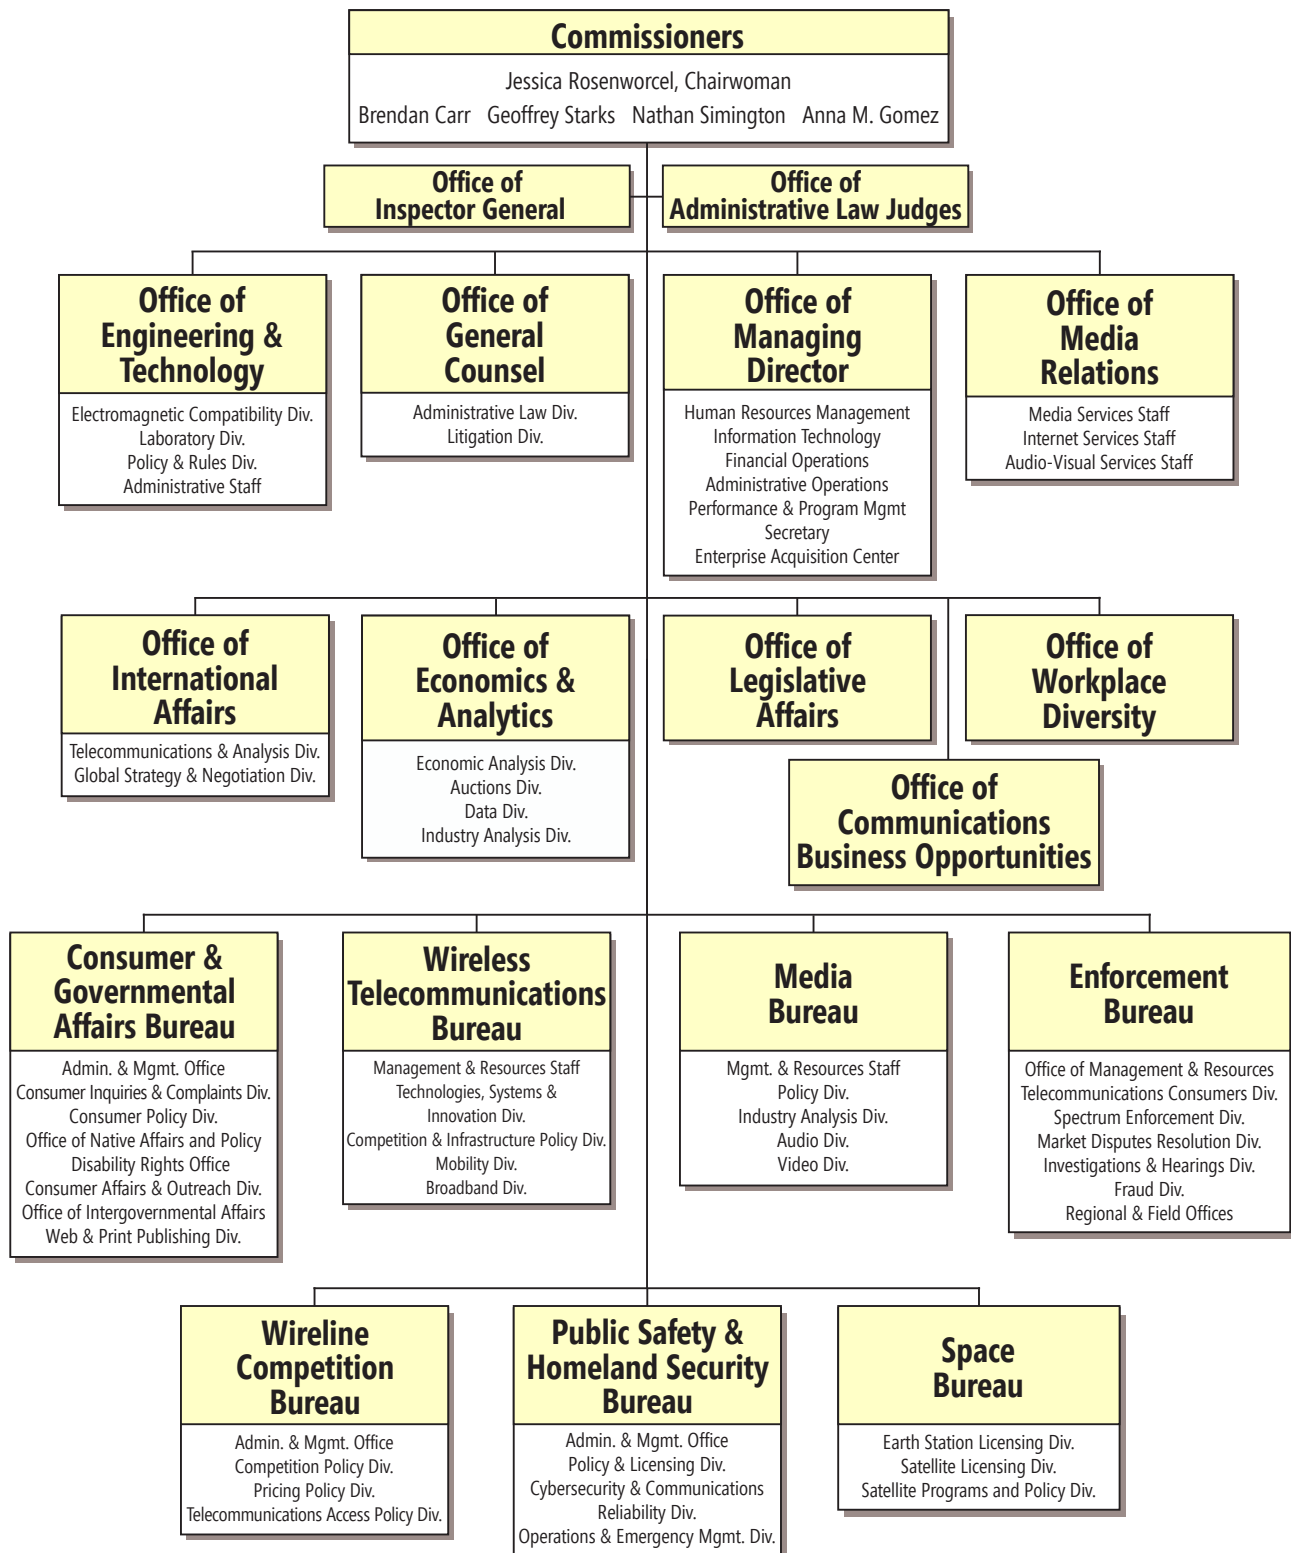 Commissioners
Jessica Rosenworcel, Chairwoman
Brendan Carr Geoffrey Starks Nathan Simington Anna M. Gomez
Office of
Inspector General
Office of
Administrative Law Judges
Office of
Engineering &
Technology
Electromagnetic Compatibility Div.
Laboratory Div.
Policy & Rules Div.
Administrative Staff
Office of
General
Counsel
Administrative Law Div.
Litigation Div.
Office of
Managing
Director
Human Resources Management
Information Technology
Financial Operations
Administrative Operations
Performance & Program Mgmt
Secretary
Enterprise Acquisition Center
Office of
Media
Relations
Media Services Staff
Internet Services Staff
Audio-Visual Services Staff
Office of
International
Affairs
Telecommunications & Analysis Div.
Global Strategy & Negotiation Div.
Office of
Economics &
Analytics
Economic Analysis Div.
Auctions Div.
Data Div.
Industry Analysis Div.
Office of
Legislative
Affairs
Office of
Workplace
Diversity
Office of
Communications
Business Opportunities
Consumer &
Governmental
Affairs Bureau
Admin. & Mgmt. Office
Consumer Inquiries & Complaints Div.
Consumer Policy Div.
Office of Native Affairs and Policy
Disability Rights Office
Consumer Affairs & Outreach Div.
Office of Intergovernmental Affairs
Web & Print Publishing Div.
Wireless
Telecommunications
Bureau
Management & Resources Staff
Technologies, Systems &
Innovation Div.
Competition & Infrastructure Policy Div.
Mobility Div.
Broadband Div.
Media
Bureau
Mgmt. & Resources Staff
Policy Div.
Industry Analysis Div.
Audio Div.
Video Div.
Enforcement
Bureau
Office of Management & Resources
Telecommunications Consumers Div.
Spectrum Enforcement Div.
Market Disputes Resolution Div.
Investigations & Hearings Div.
Fraud Div.
Regional & Field Offices
Wireline
Competition
Bureau
Admin. & Mgmt. Office
Competition Policy Div.
Pricing Policy Div.
Telecommunications Access Policy Div.
Public Safety &
Homeland Security
Bureau
Admin. & Mgmt. Office
Policy & Licensing Div.
Cybersecurity & Communications
Reliability Div.
Operations & Emergency Mgmt. Div.
Space
Bureau
Earth Station Licensing Div.
Satellite Licensing Div.
Satellite Programs and Policy Div.